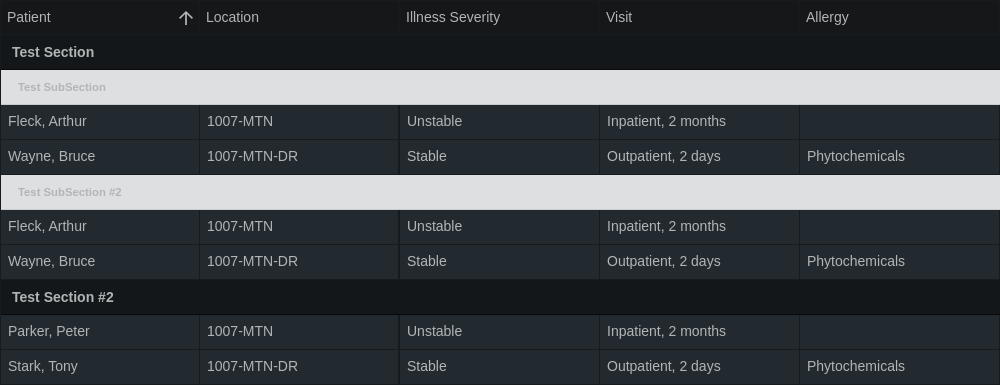 Patient Location Illness Severity Visit Allergy
Test Section
Test SubSection
Fleck, Arthur 1007-MTN Unstable Inpatient, 2 months
Wayne, Bruce 1007-MTN-DR Stable Outpatient, 2 days Phytochemicals
Test SubSection #2
Fleck, Arthur 1007-MTN Unstable Inpatient, 2 months
Wayne, Bruce 1007-MTN-DR Stable Outpatient, 2 days Phytochemicals
Test Section #2
Parker, Peter 1007-MTN Unstable Inpatient, 2 months
Stark, Tony 1007-MTN-DR Stable Outpatient, 2 days Phytochemicals